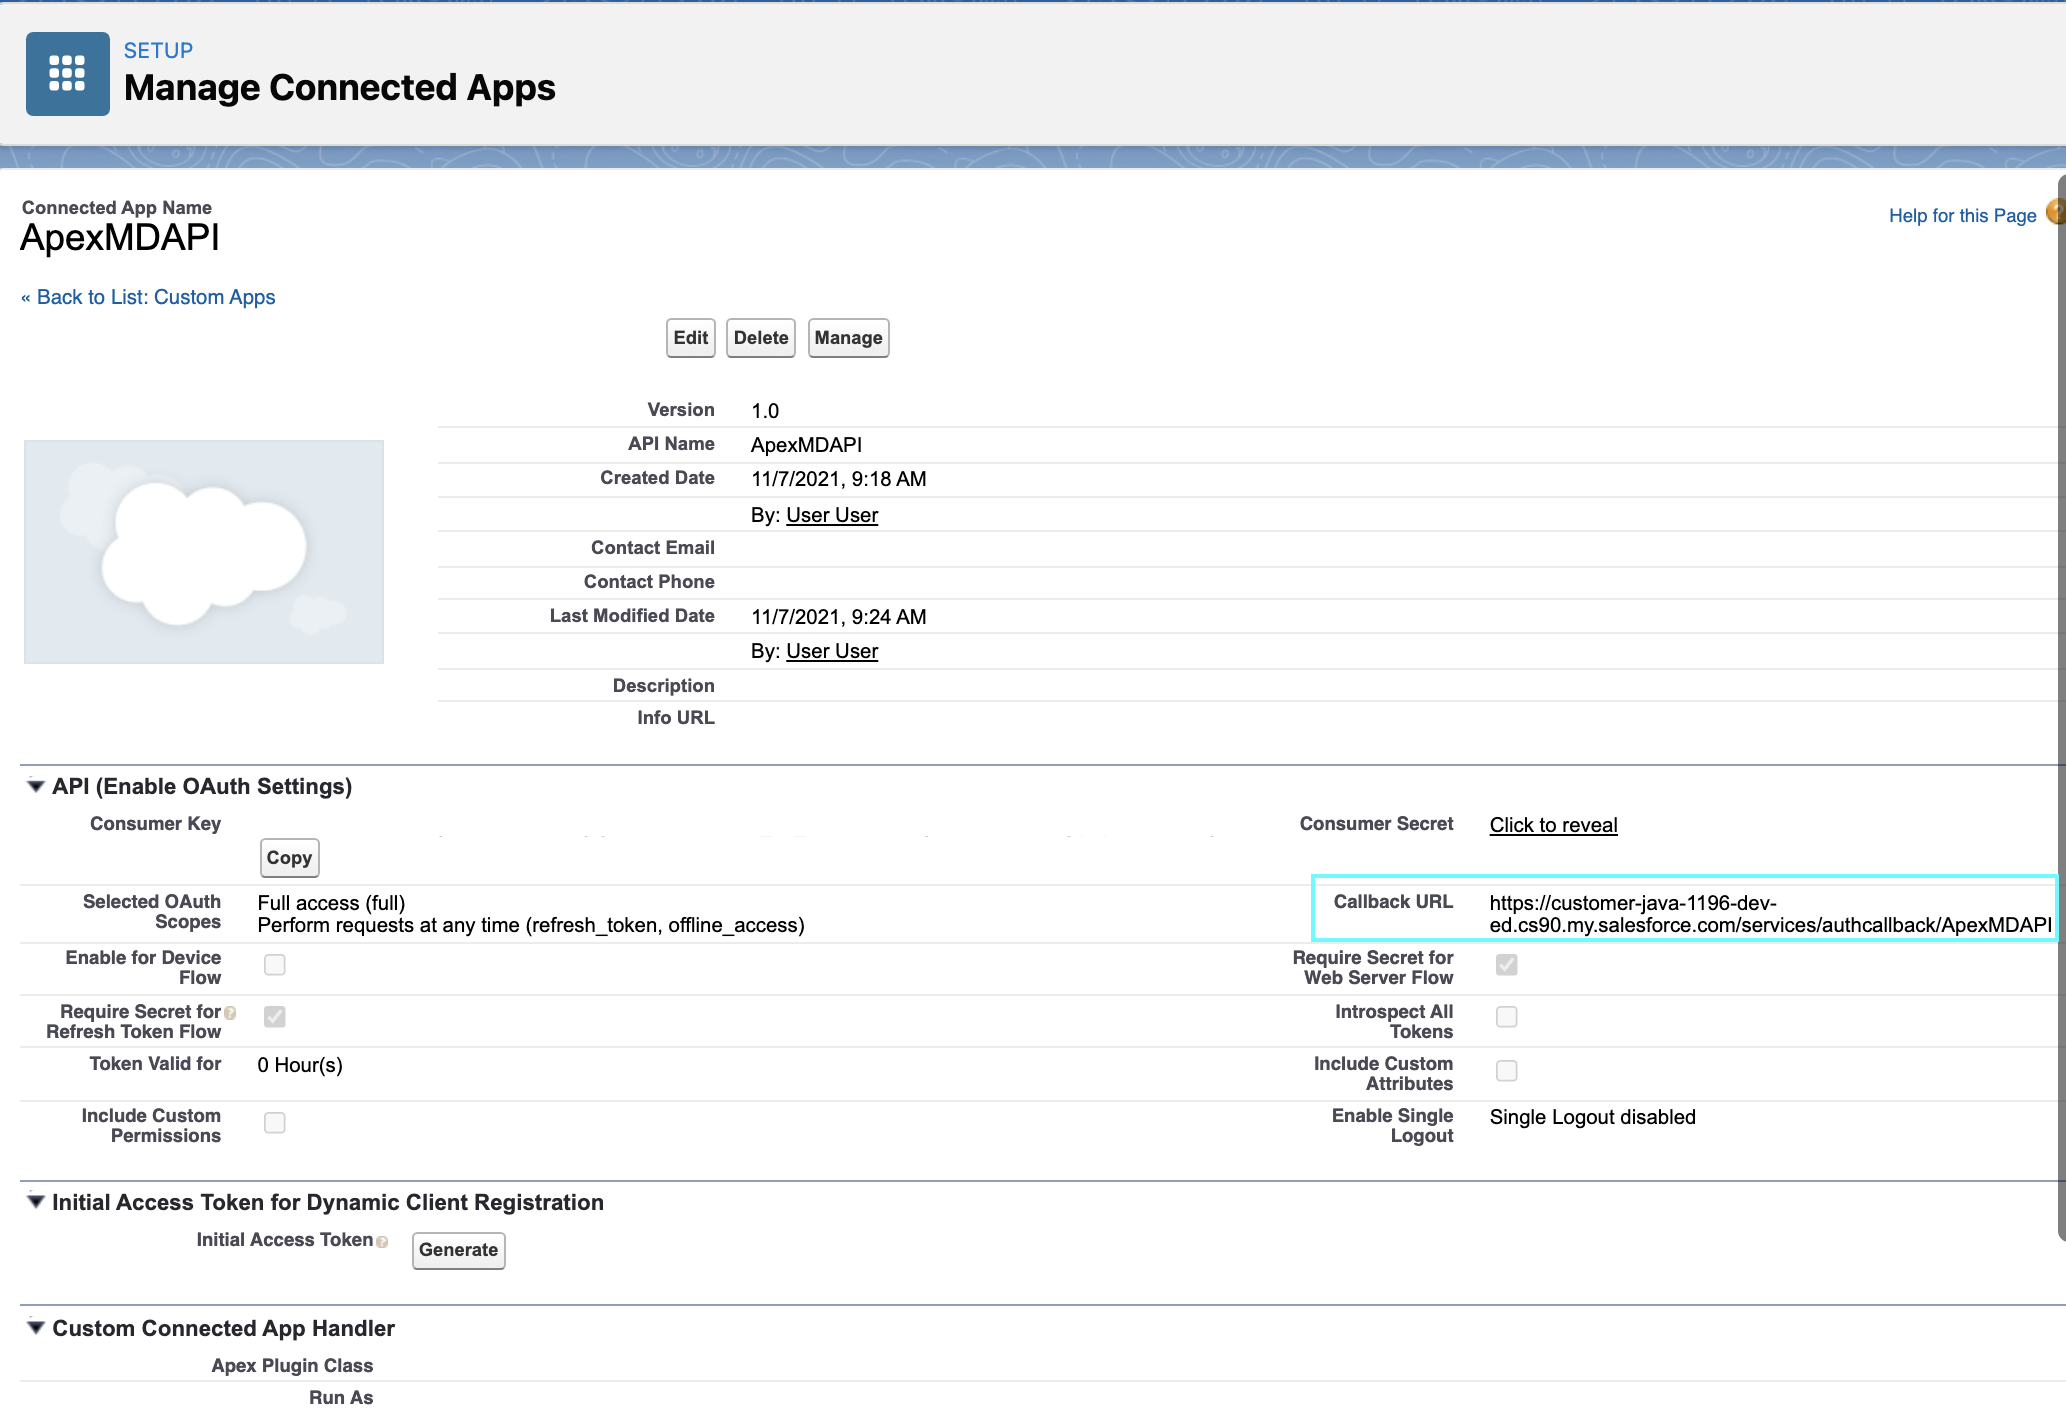 SETUP
Manage Connected Apps
Connected App Name
ApexMDAPI
Help for this Page
« Back to List: Custom Apps
Edit Delete Manage
Version 1.0
API Name ApexMDAPI
Created Date 11/7/2021, 9:18 AM
By: User User
Contact Email
Contact Phone
Last Modified Date 11/7/2021, 9:24 AM
By: User User
Description
Info URL
API (Enable OAuth Settings)
Consumer Key
Copy
Consumer Secret Click to reveal
Selected OAuth
Scopes
Full access (full)
Perform requests at any time (refresh_token, offline_access)
Callback URL
https://customer-java-1196-dev-
ed.cs90.my.salesforce.com/services/authcallback/ApexMDAPI
Enable for Device
Flow
Require Secret for
Web Server Flow
Require Secret for
Refresh Token Flow
Introspect All
Tokens
Token Valid for 0 Hour(s)
Include Custom
Attributes
Include Custom
Permissions
Enable Single
Logout
Single Logout disabled
Initial Access Token for Dynamic Client Registration
Initial Access Token Generate
Custom Connected App Handler
Apex Plugin Class
Run As